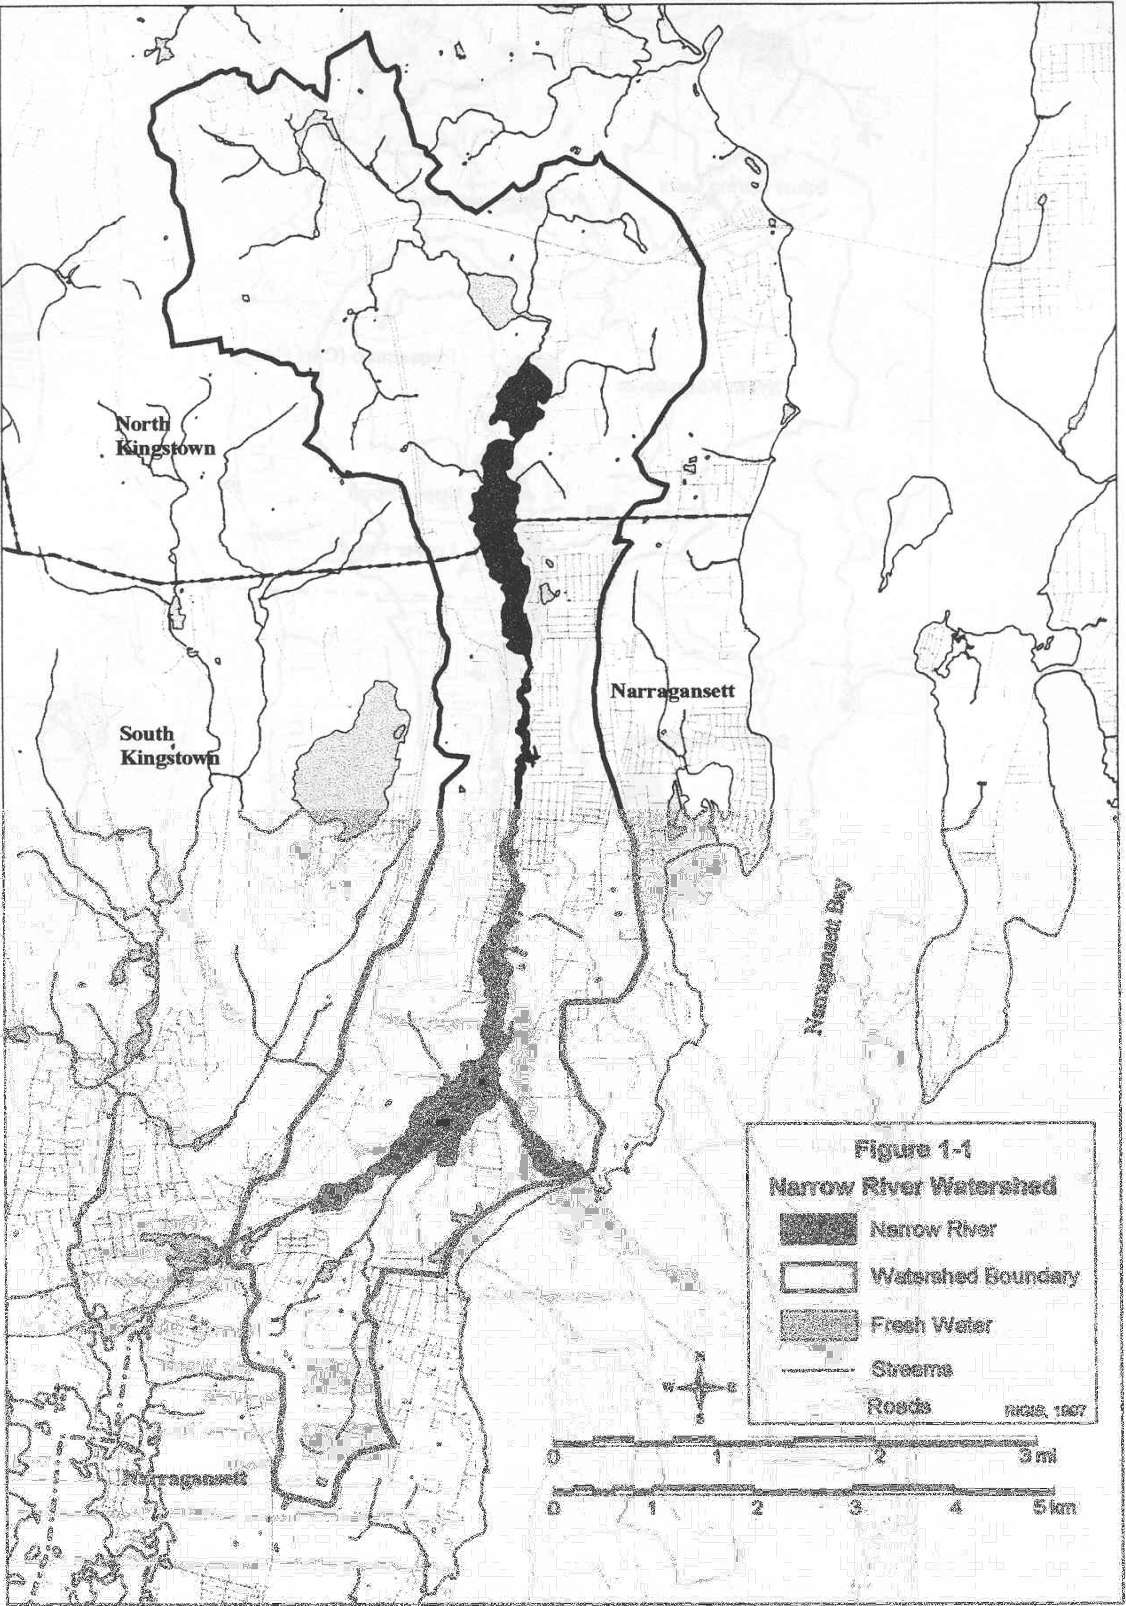 North
Kingstown
Narragansett
South
Kingstown
Narragansett Bay
Figure 1-1
Narrow River Watershed
Narrow River
Watershed Boundary
Fresh Water
Streams
Roads
RIGIS, 1997
N
W E
S
0 1 2 3 mi
0 1 2 3 4 5 km
Narragansett